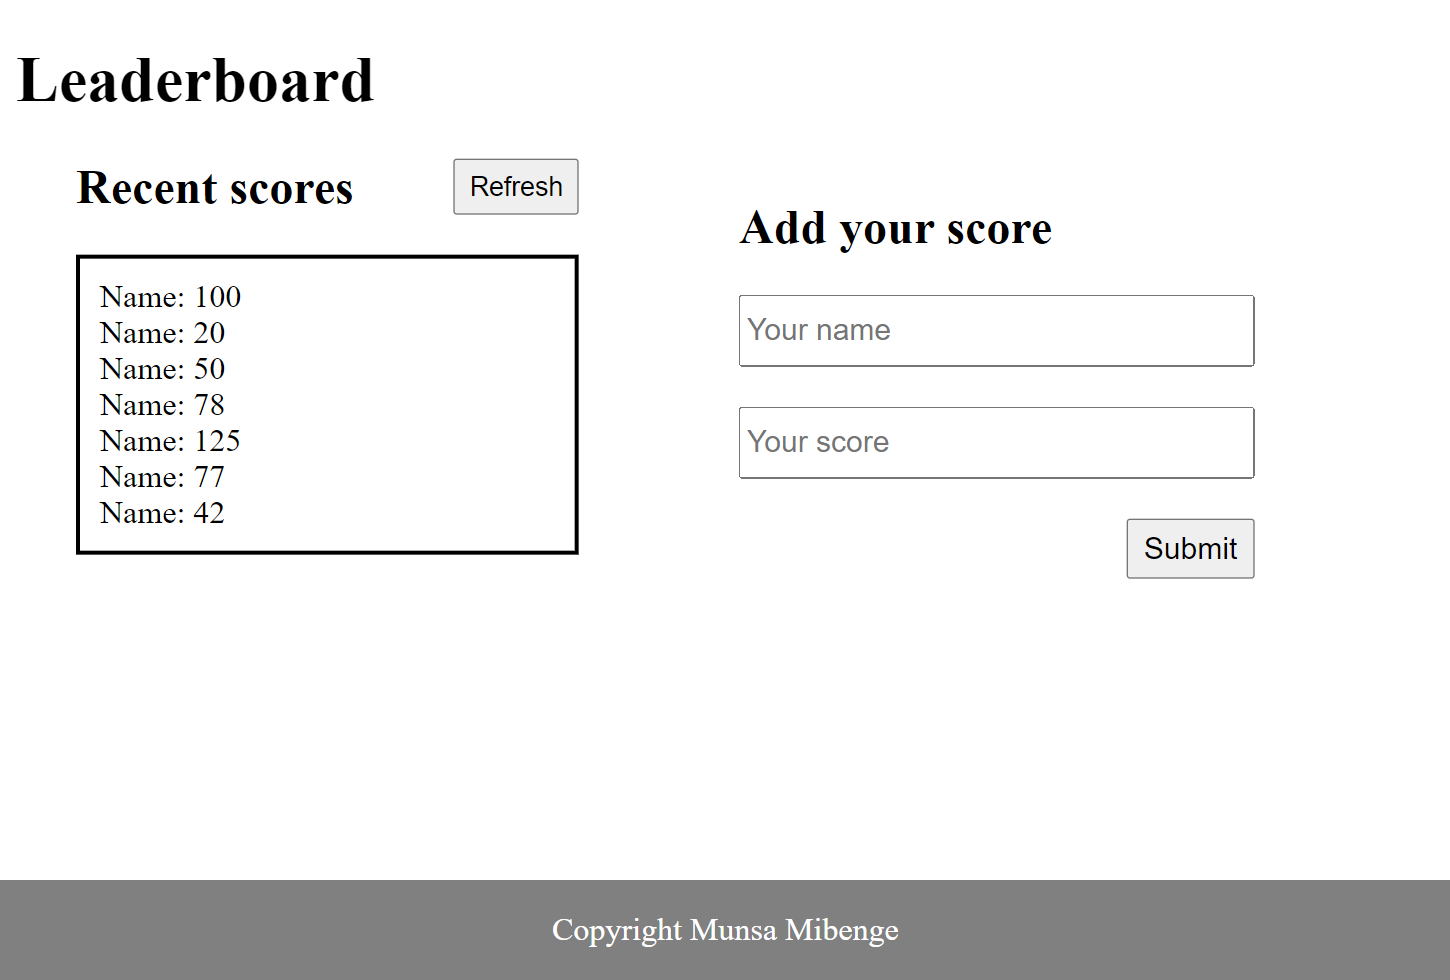 Leaderboard
Recent scores
Refresh
Name: 100
Name: 20
Name: 50
Name: 78
Name: 125
Name: 77
Name: 42
Add your score
Your name
Your score
Submit
Copyright Munsa Mibenge